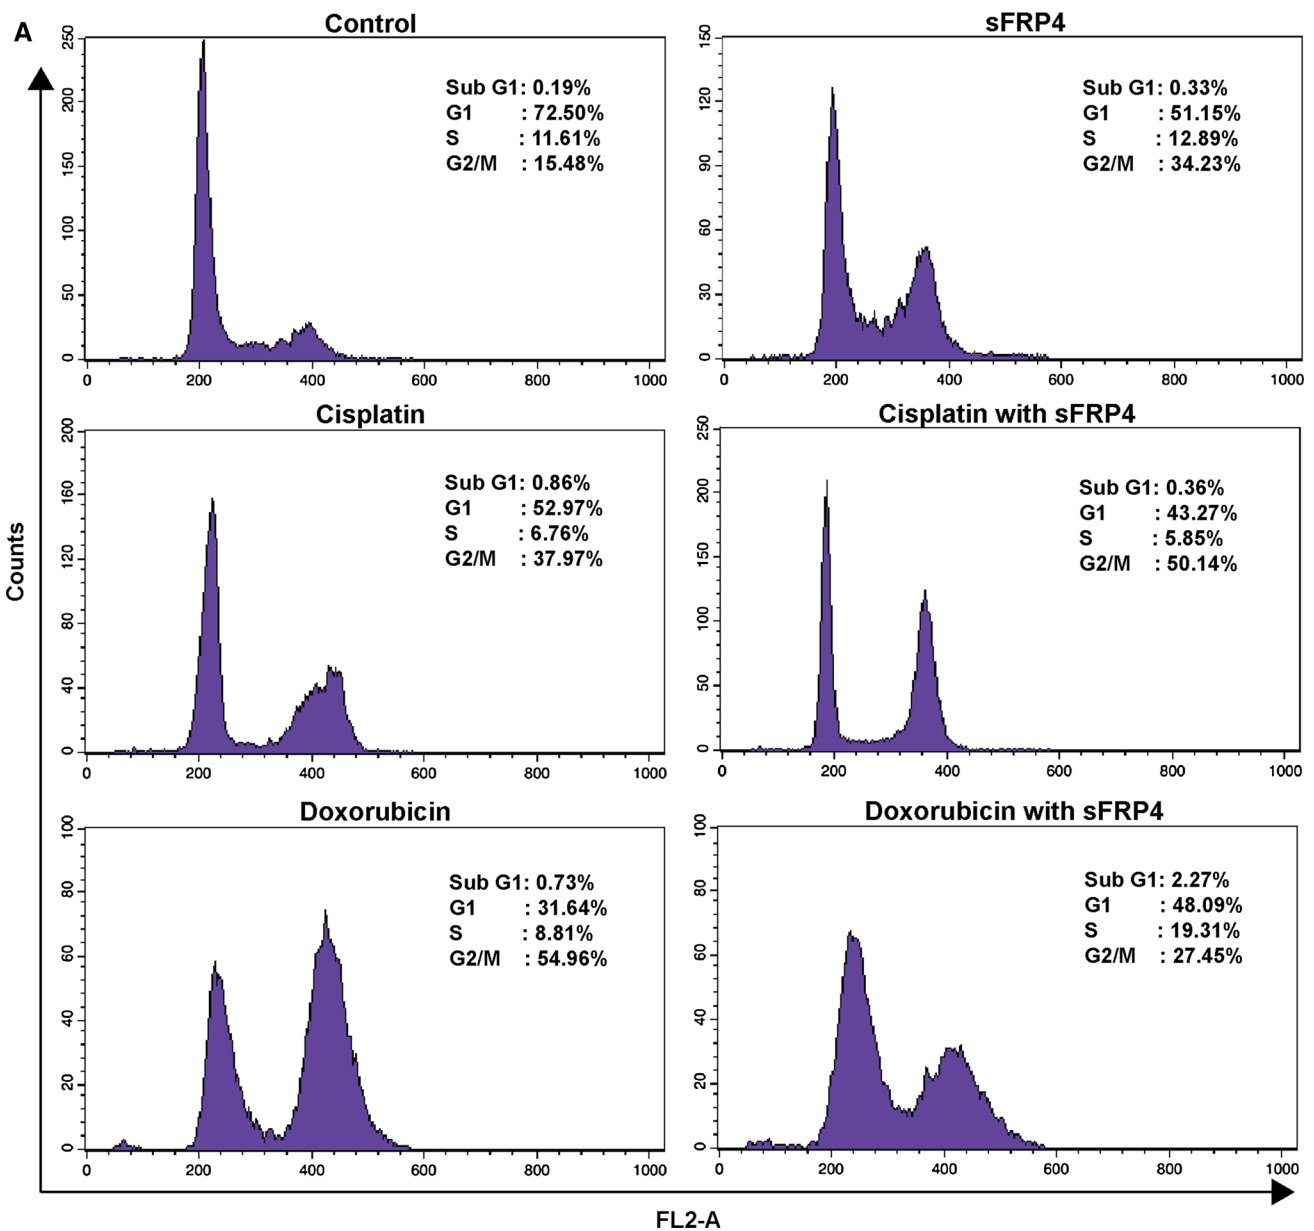 A
Control
250
200
150
100
50
0
Sub G1: 0.19%
G1 : 72.50%
S : 11.61%
G2/M : 15.48%
0 200 400 600 800 1000
sFRP4
150
120
90
60
30
0
Sub G1: 0.33%
G1 : 51.15%
S : 12.89%
G2/M : 34.23%
0 200 400 600 800 1000
Cisplatin
200
160
120
80
40
0
Sub G1: 0.86%
G1 : 52.97%
S : 6.76%
G2/M : 37.97%
0 200 400 600 800 1000
Cisplatin with sFRP4
250
200
150
100
50
0
Sub G1: 0.36%
G1 : 43.27%
S : 5.85%
G2/M : 50.14%
0 200 400 600 800 1000
Doxorubicin
100
80
60
40
20
0
Sub G1: 0.73%
G1 : 31.64%
S : 8.81%
G2/M : 54.96%
0 200 400 600 800 1000
Doxorubicin with sFRP4
100
80
60
40
20
0
Sub G1: 2.27%
G1 : 48.09%
S : 19.31%
G2/M : 27.45%
0 200 400 600 800 1000
Counts
FL2-A